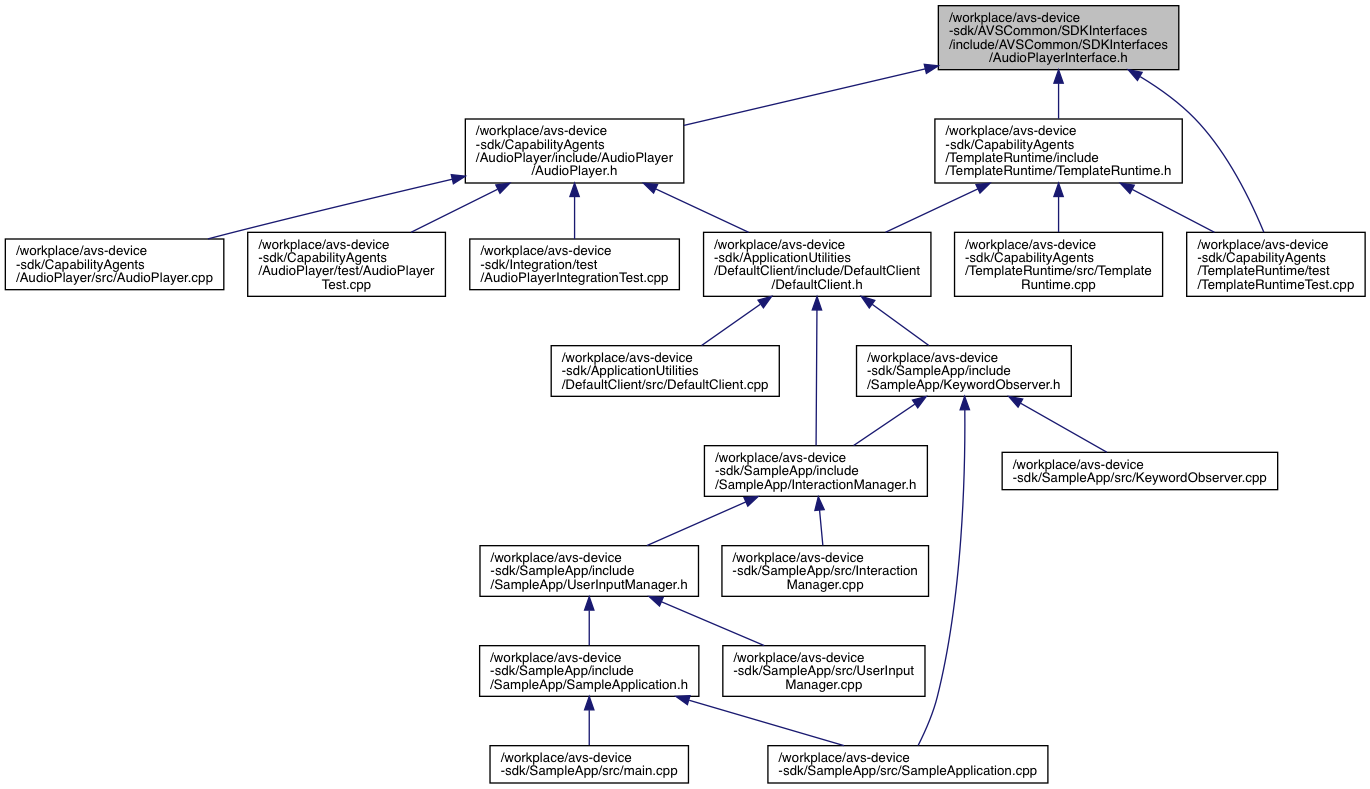 /workplace/avs-device
-sdk/AVSCommon/SDKInterfaces
/include/AVSCommon/SDKInterfaces
/AudioPlayerInterface.h
/workplace/avs-device
-sdk/CapabilityAgents
/AudioPlayer/include/AudioPlayer
/AudioPlayer.h
/workplace/avs-device
-sdk/CapabilityAgents
/TemplateRuntime/include
/TemplateRuntime/TemplateRuntime.h
/workplace/avs-device
-sdk/CapabilityAgents
/AudioPlayer/src/AudioPlayer.cpp
/workplace/avs-device
-sdk/CapabilityAgents
/AudioPlayer/test/AudioPlayer
Test.cpp
/workplace/avs-device
-sdk/Integration/test
/AudioPlayerIntegrationTest.cpp
/workplace/avs-device
-sdk/ApplicationUtilities
/DefaultClient/include/DefaultClient
/DefaultClient.h
/workplace/avs-device
-sdk/CapabilityAgents
/TemplateRuntime/src/Template
Runtime.cpp
/workplace/avs-device
-sdk/CapabilityAgents
/TemplateRuntime/test
/TemplateRuntimeTest.cpp
/workplace/avs-device
-sdk/ApplicationUtilities
/DefaultClient/src/DefaultClient.cpp
/workplace/avs-device
-sdk/SampleApp/include
/SampleApp/KeywordObserver.h
/workplace/avs-device
-sdk/SampleApp/include
/SampleApp/InteractionManager.h
/workplace/avs-device
-sdk/SampleApp/src/KeywordObserver.cpp
/workplace/avs-device
-sdk/SampleApp/include
/SampleApp/UserInputManager.h
/workplace/avs-device
-sdk/SampleApp/src/Interaction
Manager.cpp
/workplace/avs-device
-sdk/SampleApp/include
/SampleApp/SampleApplication.h
/workplace/avs-device
-sdk/SampleApp/src/UserInput
Manager.cpp
/workplace/avs-device
-sdk/SampleApp/src/main.cpp
/workplace/avs-device
-sdk/SampleApp/src/SampleApplication.cpp